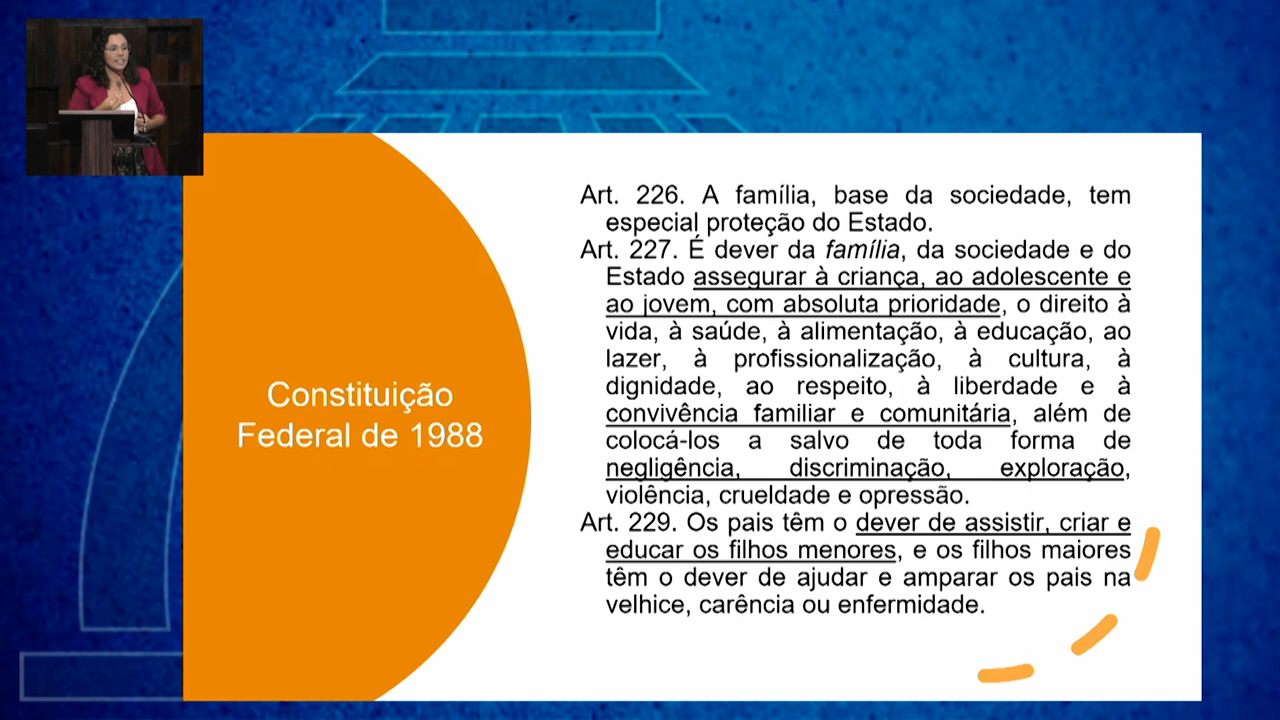 Constituição
Federal de 1988
Art. 226. A família, base da sociedade, tem
especial proteção do Estado.
Art. 227. É dever da família, da sociedade e do
Estado assegurar à criança, ao adolescente e
ao jovem, com absoluta prioridade, o direito à
vida, à saúde, à alimentação, à educação, ao
lazer, à profissionalização, à cultura, à
dignidade, ao respeito, à liberdade e à
convivência familiar e comunitária, além de
colocá-los a salvo de toda forma de
negligência, discriminação, exploração,
violência, crueldade e opressão.
Art. 229. Os pais têm o dever de assistir, criar e
educar os filhos menores, e os filhos maiores
têm o dever de ajudar e amparar os pais na
velhice, carência ou enfermidade.